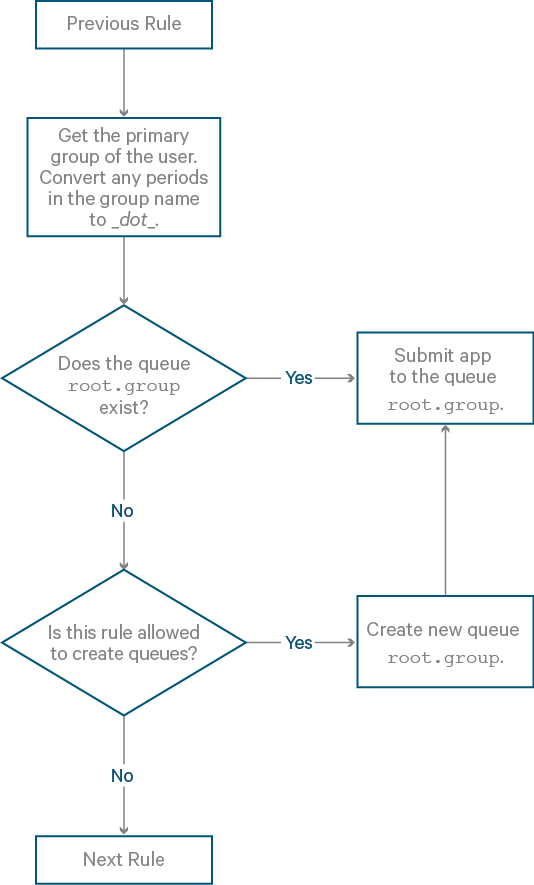 Previous Rule
Get the primary
group of the user.
Convert any periods
in the group name
to _dot_.
Does the queue
root.group
exist?
Yes
Submit app
to the queue
root.group.
No
Is this rule allowed
to create queues?
Yes
Create new queue
root.group.
No
Next Rule